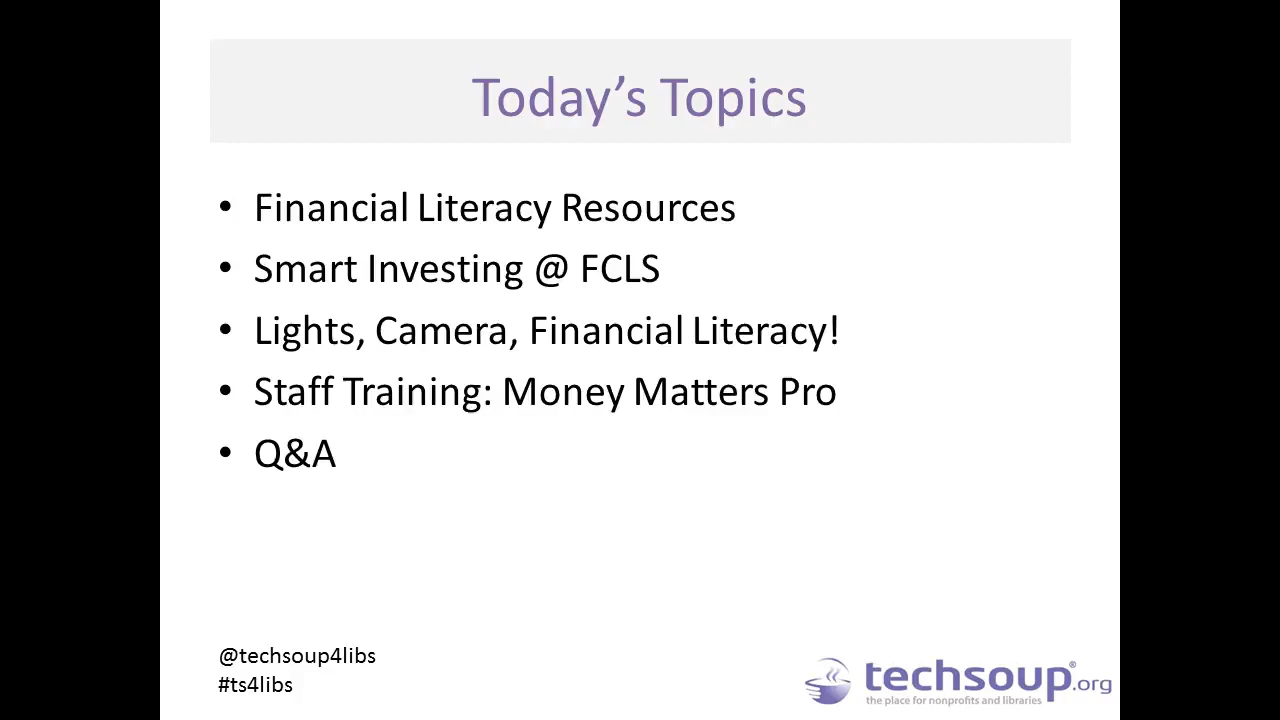 Today’s Topics
• Financial Literacy Resources
• Smart Investing @ FCLS
• Lights, Camera, Financial Literacy!
• Staff Training: Money Matters Pro
• Q&A
@techsoup4libs
#ts4libs
techsoup®.org
the place for nonprofits and libraries